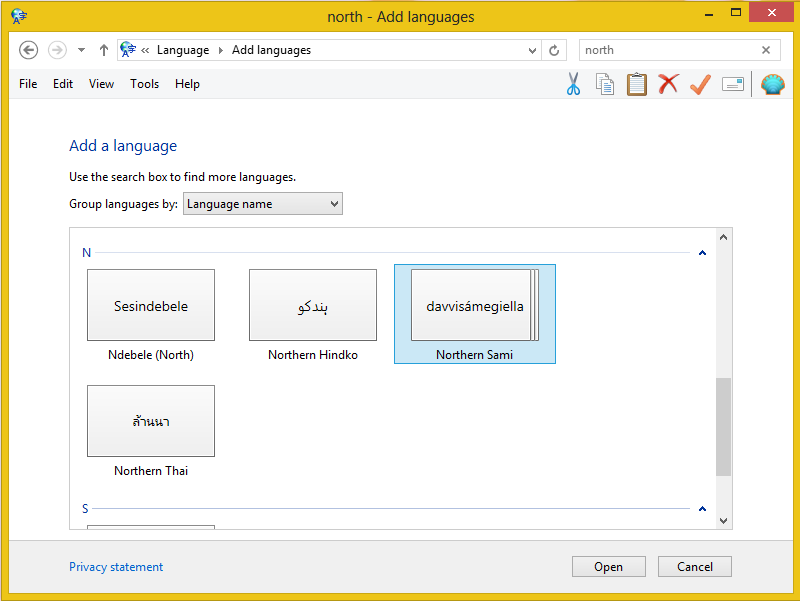 north - Add languages
« Language Add languages north
File Edit View Tools Help
Add a language
Use the search box to find more languages.
Group languages by: Language name
N
Sesindebele ہندکو davvisámegiella
Ndebele (North) Northern Hindko Northern Sami
ล้านนา
Northern Thai
S
Privacy statement Open Cancel